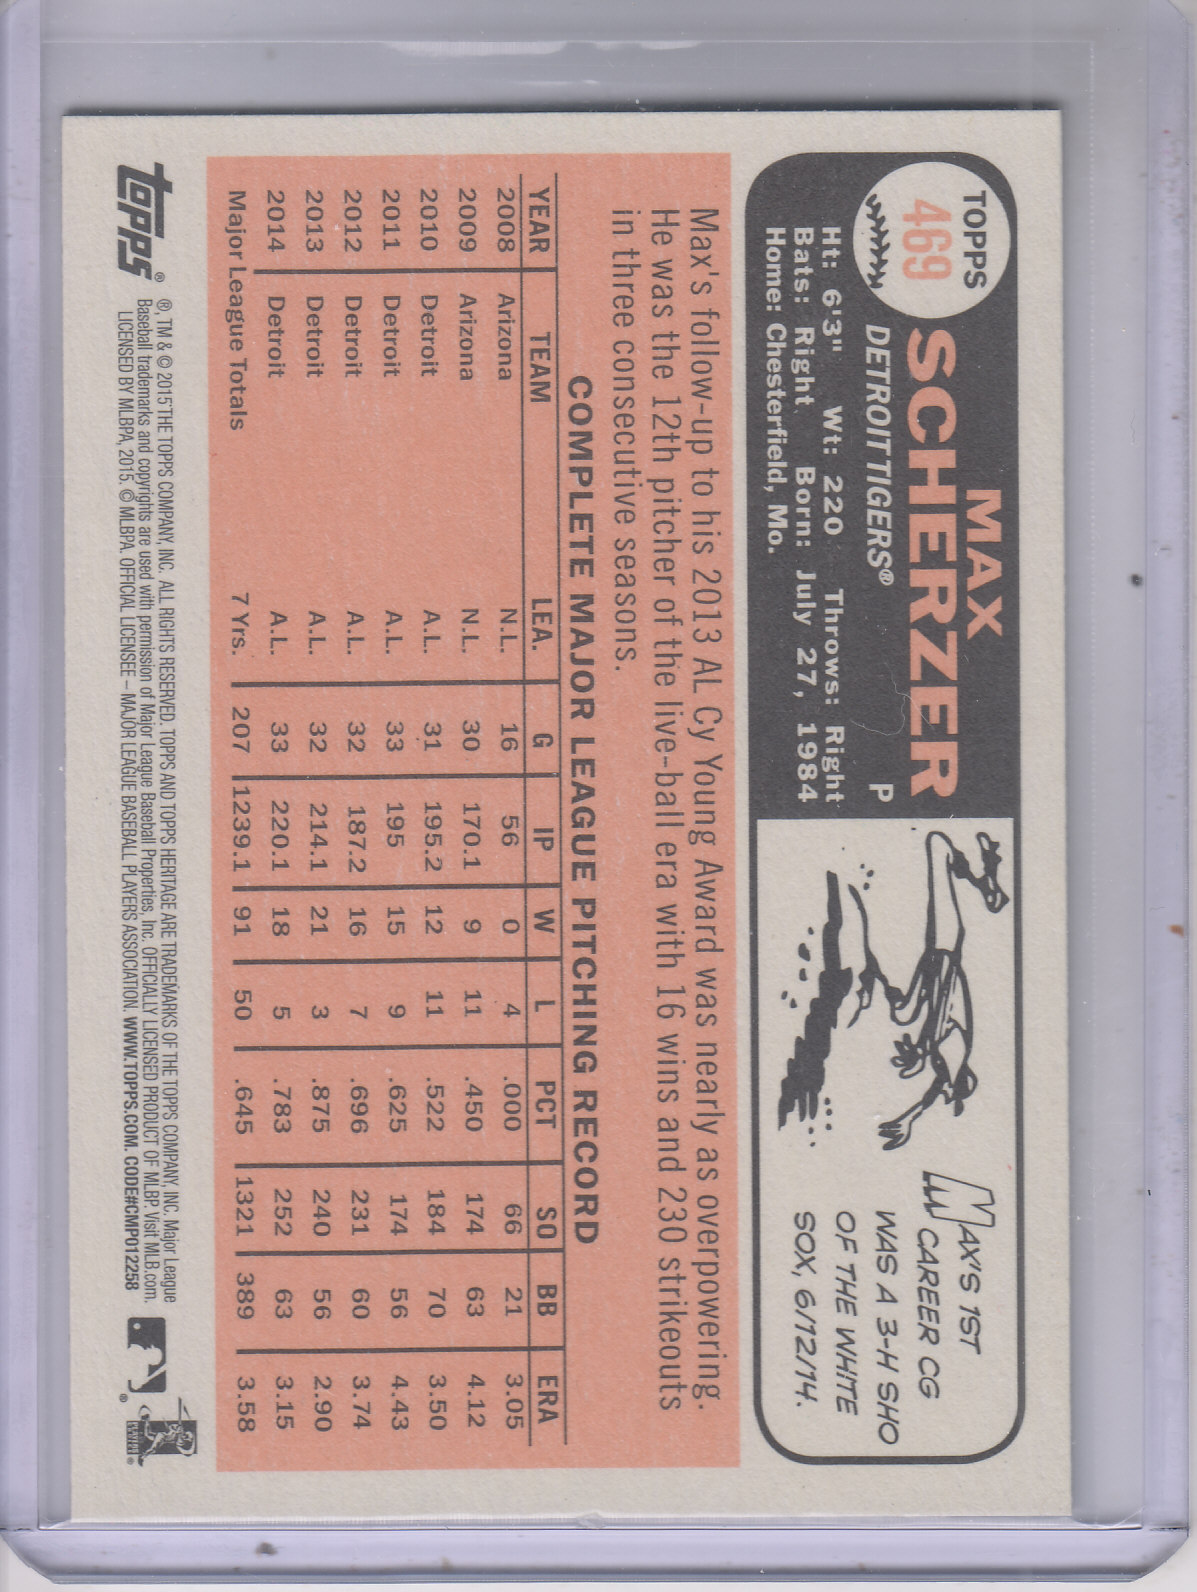 TOPPS
469
MAX
SCHERZER
DETROIT TIGERS® P
Ht: 6'3" Wt: 220 Throws: Right
Bats: Right Born: July 27, 1984
Home: Chesterfield, Mo.
MAX'S 1ST
CAREER CG
WAS A 3-H SHO
OF THE WHITE
SOX, 6/12/14.
Max's follow-up to his 2013 AL Cy Young Award was nearly as overpowering.
He was the 12th pitcher of the live-ball era with 16 wins and 230 strikeouts
in three consecutive seasons.
COMPLETE MAJOR LEAGUE PITCHING RECORD
YEAR TEAM LEA. G IP W L PCT SO BB ERA
2008 Arizona N.L. 16 56 0 4 .000 66 21 3.05
2009 Arizona N.L. 30 170.1 9 11 .450 174 63 4.12
2010 Detroit A.L. 31 195.2 12 11 .522 184 70 3.50
2011 Detroit A.L. 33 195 15 9 .625 174 56 4.43
2012 Detroit A.L. 32 187.2 16 7 .696 231 60 3.74
2013 Detroit A.L. 32 214.1 21 3 .875 240 56 2.90
2014 Detroit A.L. 33 220.1 18 5 .783 252 63 3.15
Major League Totals 7 Yrs. 207 1239.1 91 50 .645 1321 389 3.58
topps®
®, TM & © 2015 THE TOPPS COMPANY, INC. ALL RIGHTS RESERVED. TOPPS AND TOPPS HERITAGE ARE TRADEMARKS OF THE TOPPS COMPANY, INC. Major League
Baseball trademarks and copyrights are used with permission of Major League Baseball Properties, Inc. OFFICIALLY LICENSED PRODUCT OF MLBP. Visit MLB.com.
LICENSED BY MLBPA, 2015. © MLBPA. OFFICIAL LICENSEE – MAJOR LEAGUE BASEBALL PLAYERS ASSOCIATION. WWW.TOPPS.COM. CODE#CMP012258
®
®